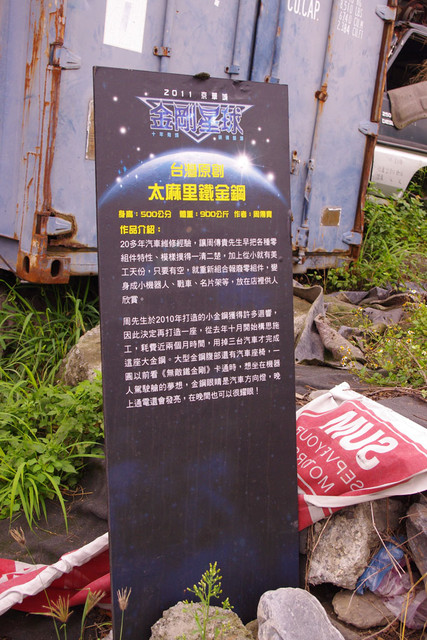 CO.CAP.
2011 京華城
金剛星球
台灣原創
太麻里鐵金鋼
身高：500公分 體重：900公斤 作者：周傳貴
作品介紹：
20多年汽車維修經驗，讓周傳貴先生早把各種零
組件特性、模樣摸得一清二楚，加上從小就有美
工天份，只要有空，就重新組合報廢零組件，變
身成小機器人、戰車、名片架等，放在店裡供人
欣賞。
周先生於2010年打造的小金鋼獲得許多迴響，
因此決定再打造一座，從去年十月開始構思施
工，耗費近兩個月時間，用掉三台汽車才完成
這座大金鋼。大型金鋼腹部還有汽車座椅，一
圓以前看《無敵鐵金剛》卡通時，想坐在機器
人駕駛艙的夢想，金鋼眼睛是汽車方向燈，晚
上通電還會發亮，在晚間也可以很耀眼！